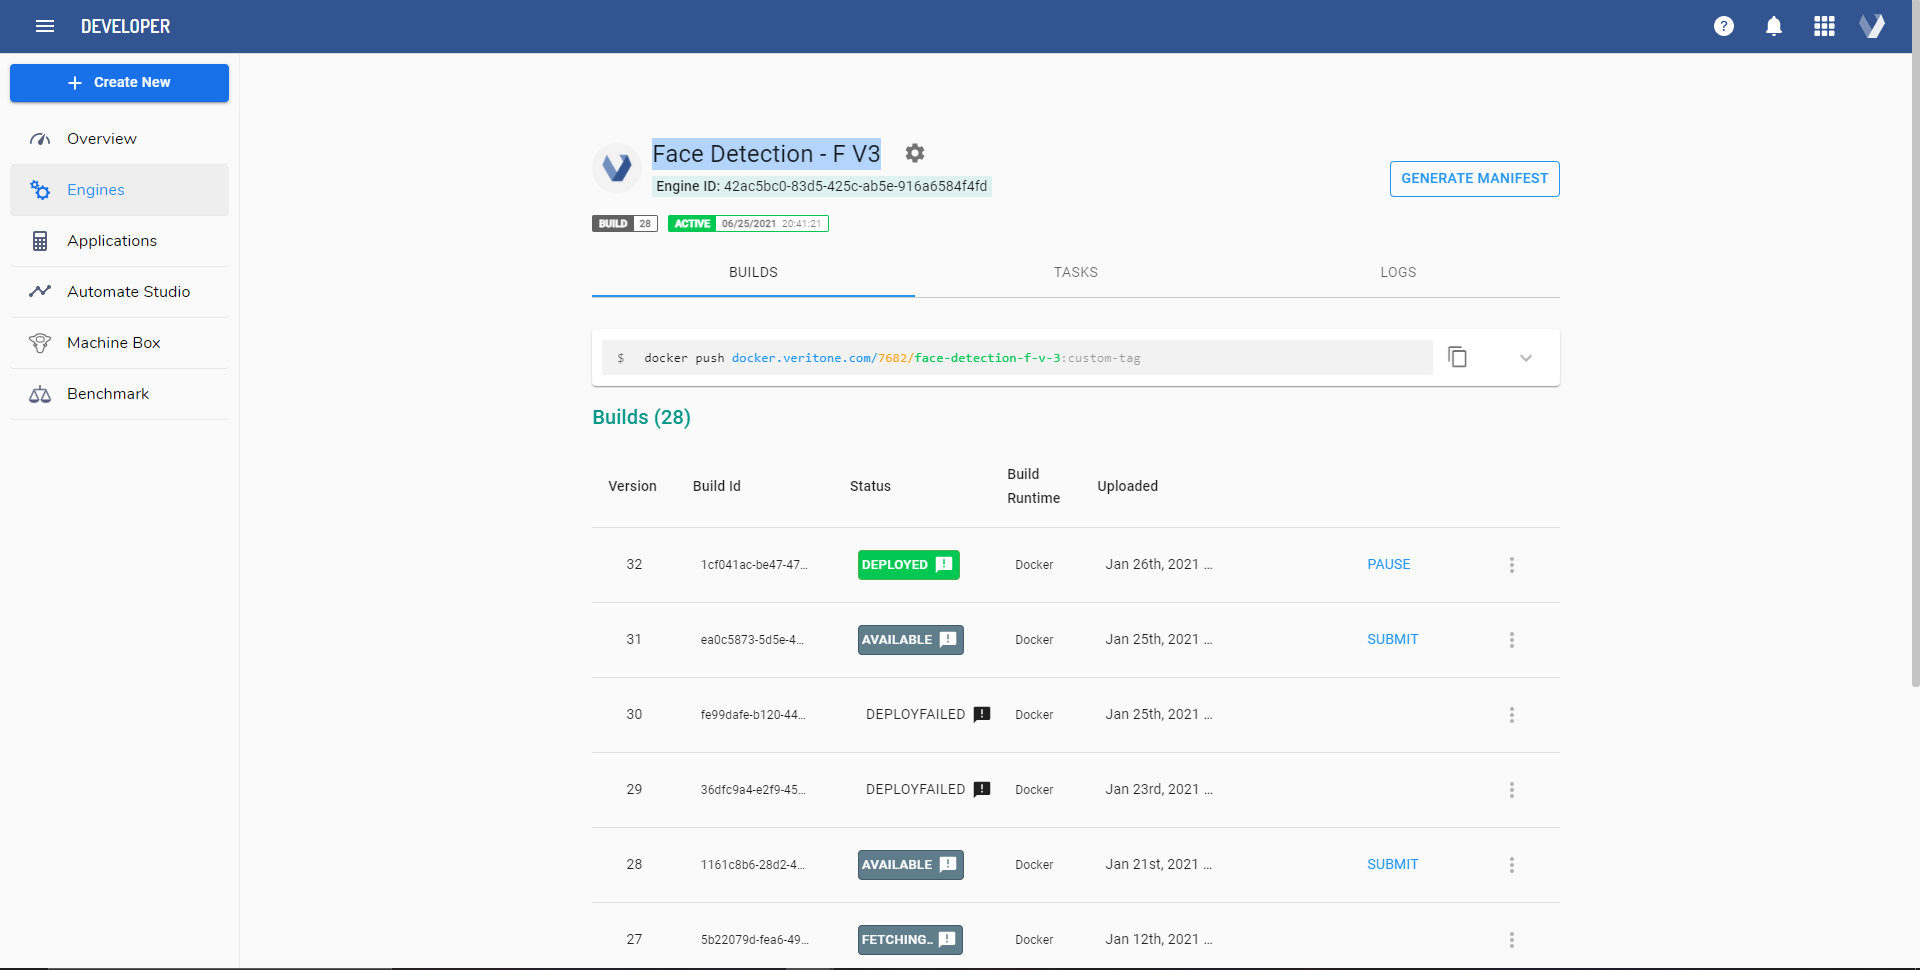 DEVELOPER
Create New
Overview
Engines
Applications
Automate Studio
Machine Box
Benchmark
Face Detection - F V3
Engine ID: 42ac5bc0-83d5-425c-ab5e-916a6584f4fd
GENERATE MANIFEST
BUILD 28 ACTIVE 06/25/2021 20:41:21
BUILDS TASKS LOGS
$ docker push docker.veritone.com/7682/face-detection-f-v-3:custom-tag
Builds (28)
Version Build Id Status Build Runtime Uploaded
32 1cf041ac-be47-47... DEPLOYED Docker Jan 26th, 2021 ... PAUSE
31 ea0c5873-5d5e-4... AVAILABLE Docker Jan 25th, 2021 ... SUBMIT
30 fe99dafe-b120-44... DEPLOYFAILED Docker Jan 25th, 2021 ...
29 36dfc9a4-e2f9-45... DEPLOYFAILED Docker Jan 23rd, 2021 ...
28 1161c8b6-28d2-4... AVAILABLE Docker Jan 21st, 2021 ... SUBMIT
27 5b22079d-fea6-49... FETCHING.. Docker Jan 12th, 2021 ...